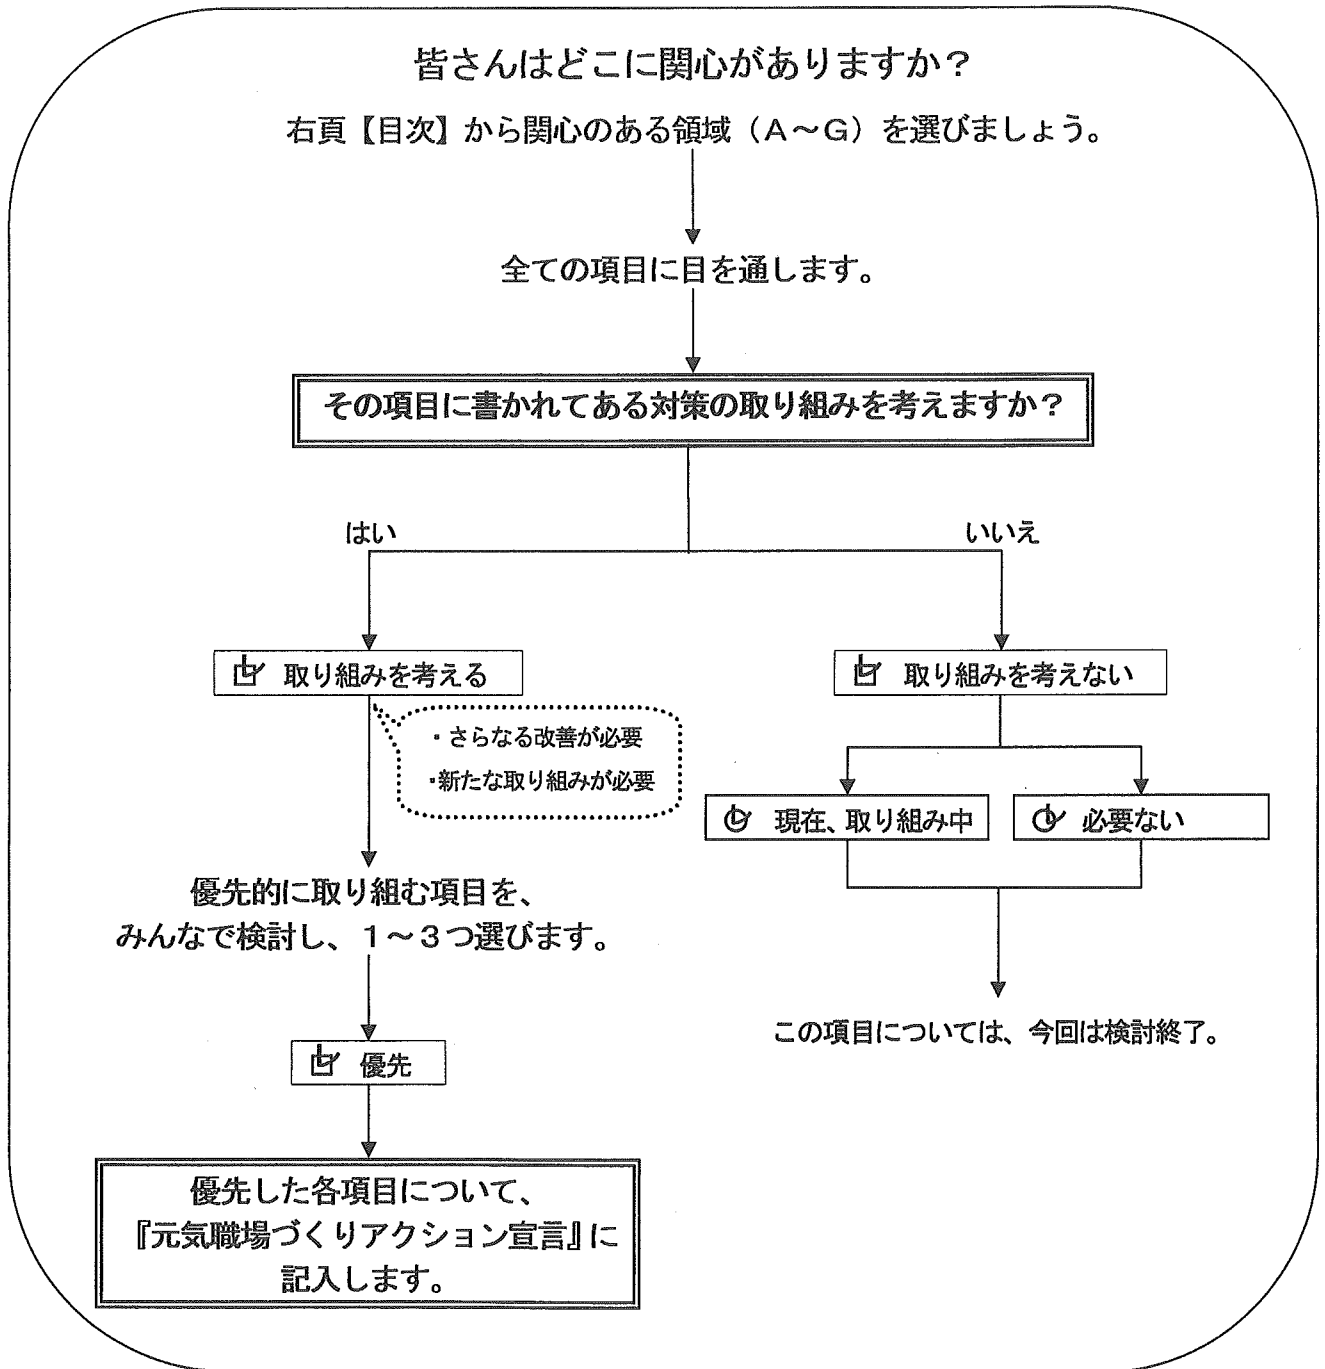 皆さんはどこに関心がありますか？
右頁【目次】から関心のある領域（Ａ～Ｇ）を選びましょう。
全ての項目に目を通します。
その項目に書かれてある対策の取り組みを考えますか？
はい
いいえ
取り組みを考える
取り組みを考えない
・さらなる改善が必要
・新たな取り組みが必要
現在、取り組み中
必要ない
優先的に取り組む項目を、
みんなで検討し、１～３つ選びます。
この項目については、今回は検討終了。
優先
優先した各項目について、
『元気職場づくりアクション宣言』に
記入します。